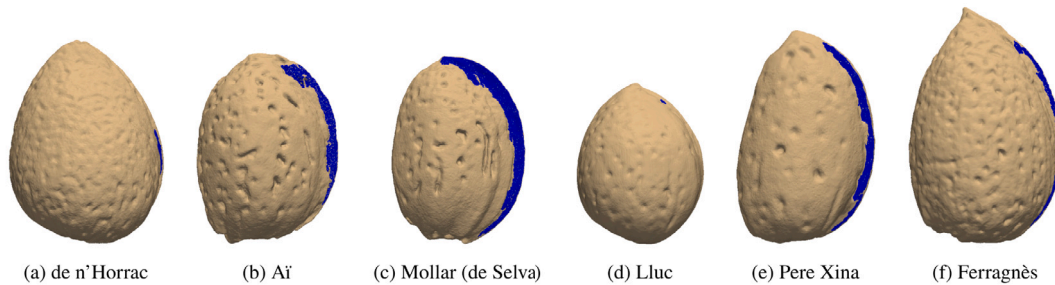 (a) de n'Horrac
(b) Aï
(c) Mollar (de Selva)
(d) Lluc
(e) Pere Xina
(f) Ferragnès